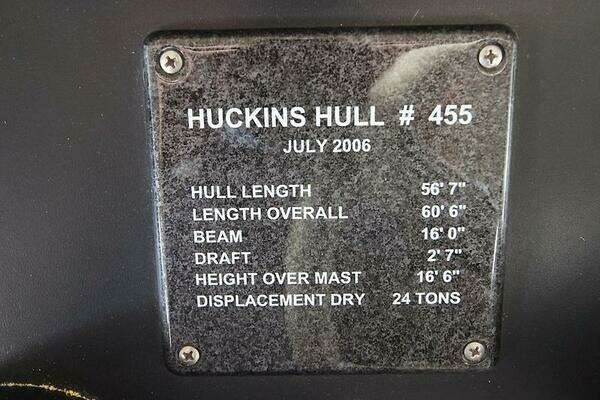 HUCKINS HULL # 455
JULY 2006
HULL LENGTH 56' 7"
LENGTH OVERALL 60' 6"
BEAM 16' 0"
DRAFT 2' 7"
HEIGHT OVER MAST 16' 6"
DISPLACEMENT DRY 24 TONS